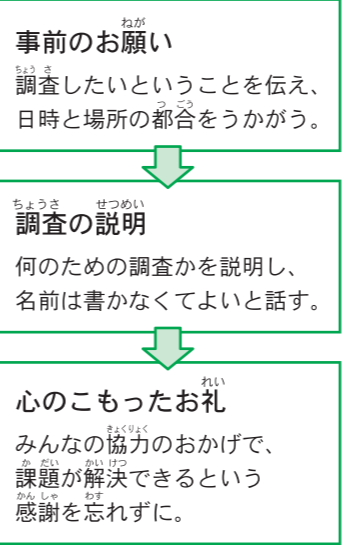 事前のお願い
調査したいということを伝え、
日時と場所の都合をうかがう。
調査の説明
何のための調査かを説明し、
名前は書かなくてよいと話す。
心のこもったお礼
みんなの協力のおかげで、
課題が解決できるという
感謝を忘れずに。